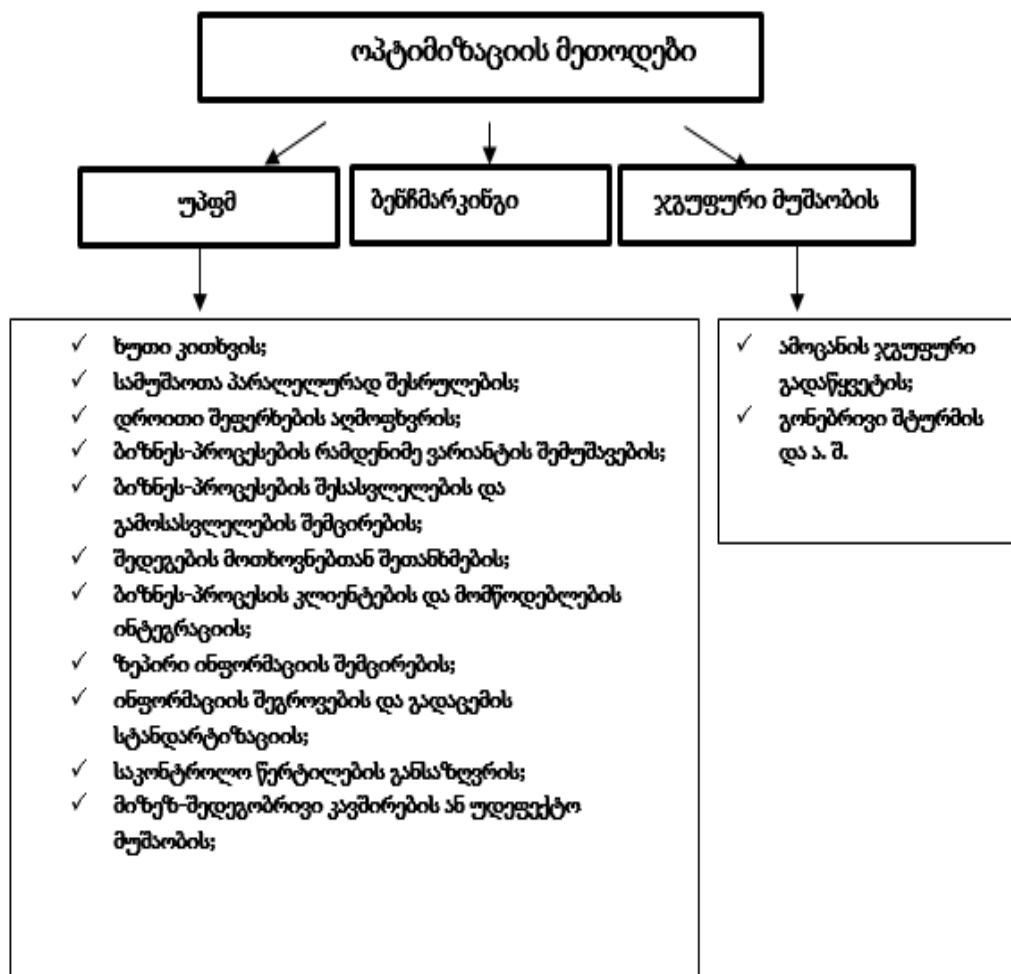 ოპტიმიზაციის მეთოდები
უპფმ
ბენჩმარკინგი
ჯგუფური მუშაობის
✓ ხუთი კითხვის;
✓ სამუშაოთა პარალელურად შესრულების;
✓ დროითი შეფერხების აღმოფხვრის;
✓ ბიზნეს-პროცესების რამდენიმე ვარიანტის შემუშავების;
✓ ბიზნეს-პროცესების შესასვლელების და
გამოსასვლელების შემცირების;
✓ შედეგების მოთხოვნებთან შეთანხმების;
✓ ბიზნეს-პროცესის კლიენტების და მომწოდებლების
ინტეგრაციის;
✓ ზეპირი ინფორმაციის შემცირების;
✓ ინფორმაციის შეგროვების და გადაცემის
სტანდარტიზაციის;
✓ საკონტროლო წერტილების განსაზღვრის;
✓ მიზეზ-შედეგობრივი კავშირების ან უდეფექტო
მუშაობის;
✓ ამოცანის ჯგუფური
გადაწყვეტის;
✓ გონებრივი შტურმის
და ა. შ.